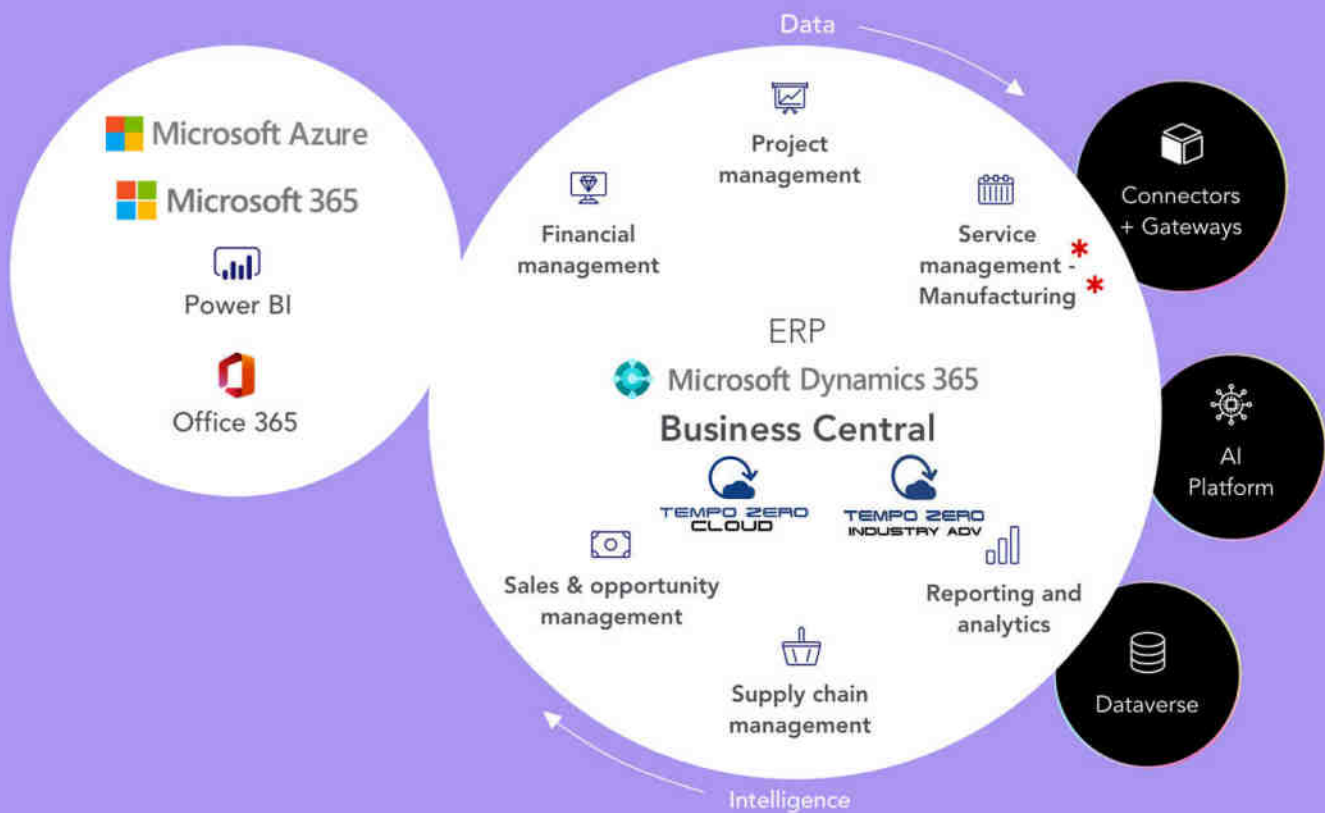 Data
Microsoft Azure
Microsoft 365
Power BI
Office 365
Project
management
Financial
management
Service
management -
Manufacturing
* *
ERP
Microsoft Dynamics 365
Business Central
TEMPO ZERO
CLOUD
TEMPO ZERO
INDUSTRY ADV
Sales & opportunity
management
Reporting and
analytics
Supply chain
management
Connectors
+ Gateways
AI
Platform
Dataverse
Intelligence